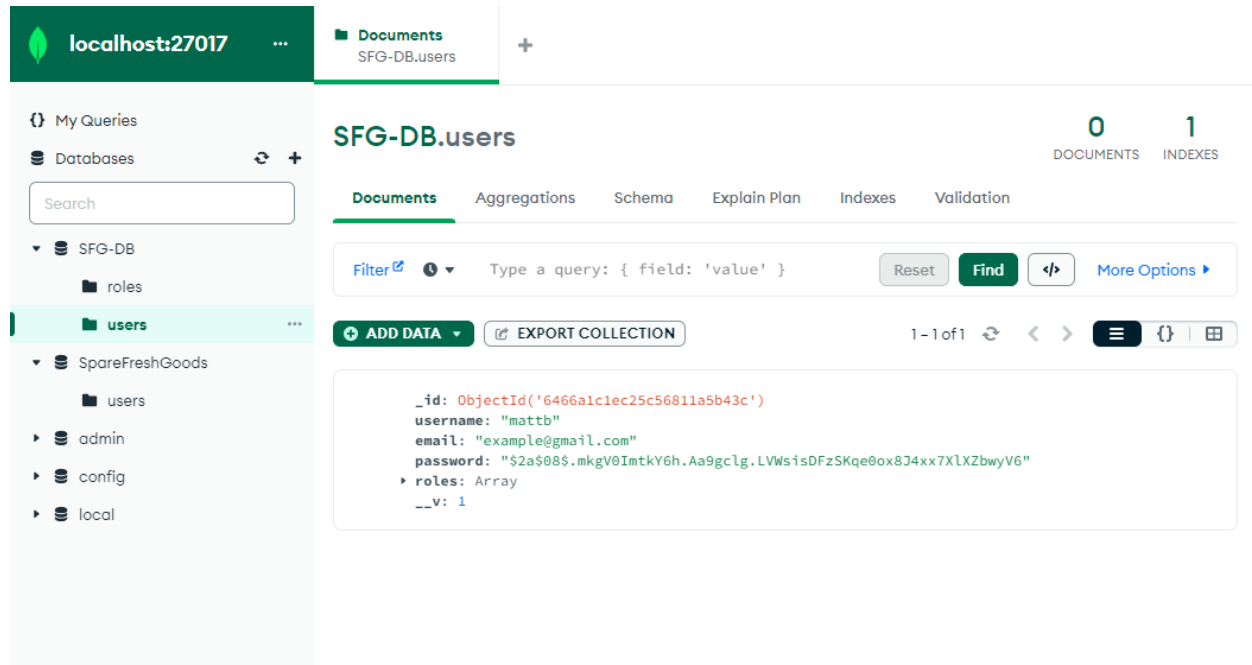 localhost:27017 ...
Documents
SFG-DB.users
+
{} My Queries
Databases
Search
SFG-DB
roles
users ...
SpareFreshGoods
users
admin
config
local
SFG-DB.users
0
DOCUMENTS
1
INDEXES
Documents Aggregations Schema Explain Plan Indexes Validation
Filter Type a query: { field: 'value' } Reset Find </> More Options
ADD DATA EXPORT COLLECTION 1 – 1 of 1 {}
_id: ObjectId('6466a1c1ec25c56811a5b43c')
username: "mattb"
email: "example@gmail.com"
password: "$2a$08$.mkgV0ImtkY6h.Aa9gclg.LVWsisDFzSKqe0ox8J4xx7XlXZbwyV6"
roles: Array
__v: 1